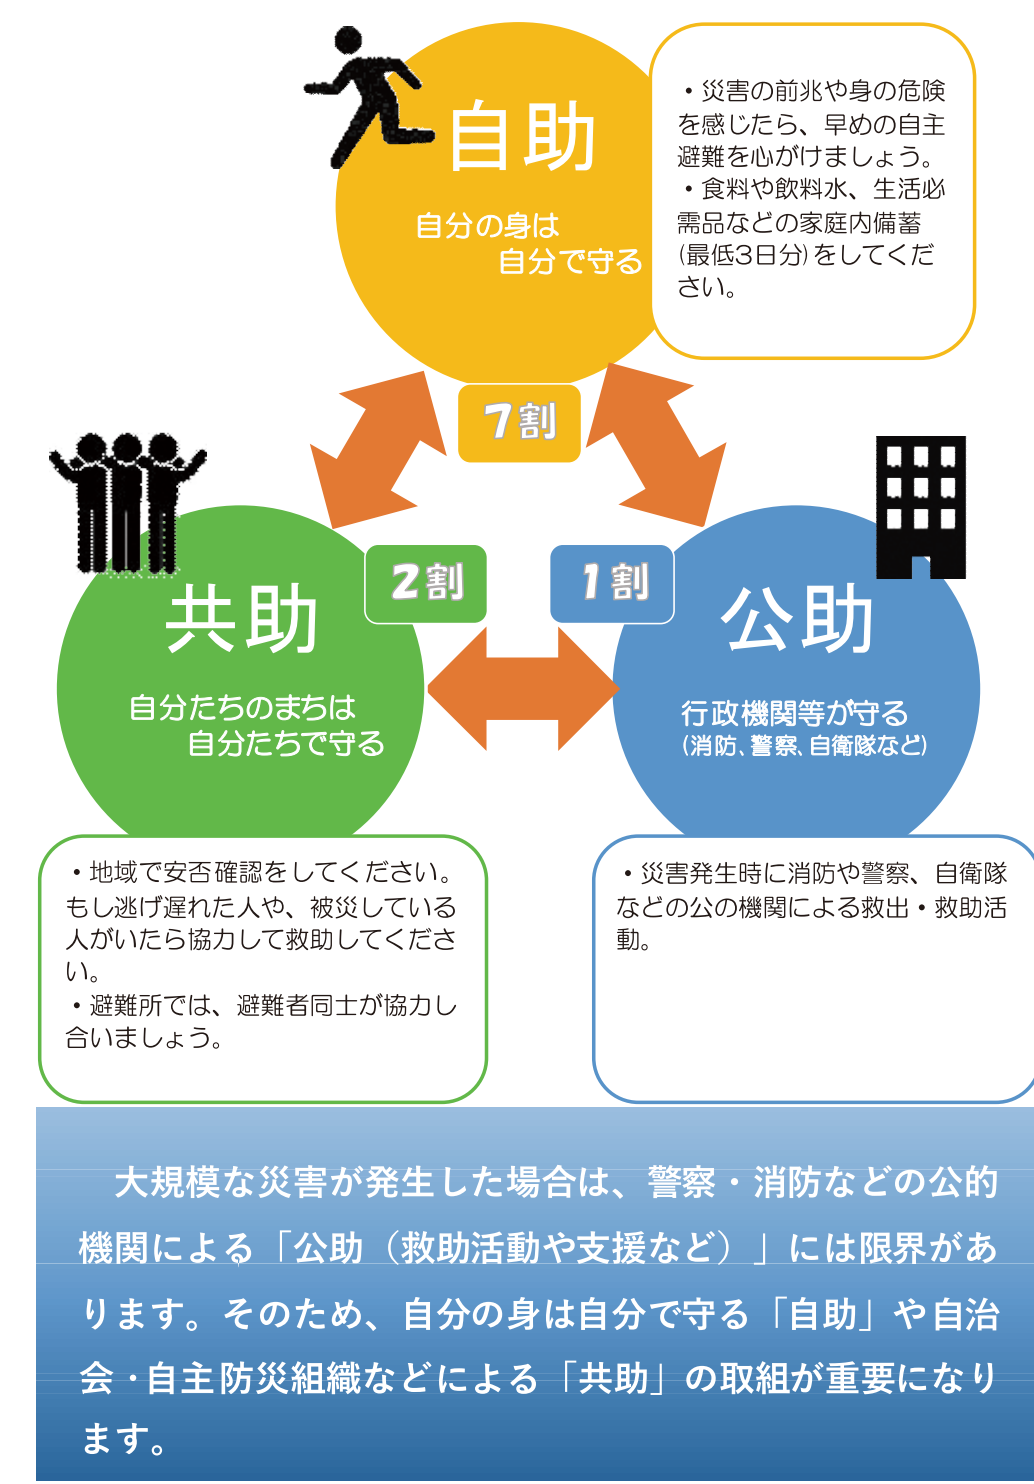 自助
自分の身は
自分で守る
・災害の前兆や身の危険
を感じたら、早めの自主
避難を心がけましょう。
・食料や飲料水、生活必
需品などの家庭内備蓄
(最低3日分)をしてくだ
さい。
7割
2割
1割
共助
自分たちのまちは
自分たちで守る
公助
行政機関等が守る
(消防、警察、自衛隊など)
・地域で安否確認をしてください。
もし逃げ遅れた人や、被災している
人がいたら協力して救助してくださ
い。
・避難所では、避難者同士が協力し
合いましょう。
・災害発生時に消防や警察、自衛隊
などの公の機関による救出・救助活
動。
大規模な災害が発生した場合は、警察・消防などの公的
機関による「公助（救助活動や支援など）」には限界があ
ります。そのため、自分の身は自分で守る「自助」や自治
会・自主防災組織などによる「共助」の取組が重要になり
ます。